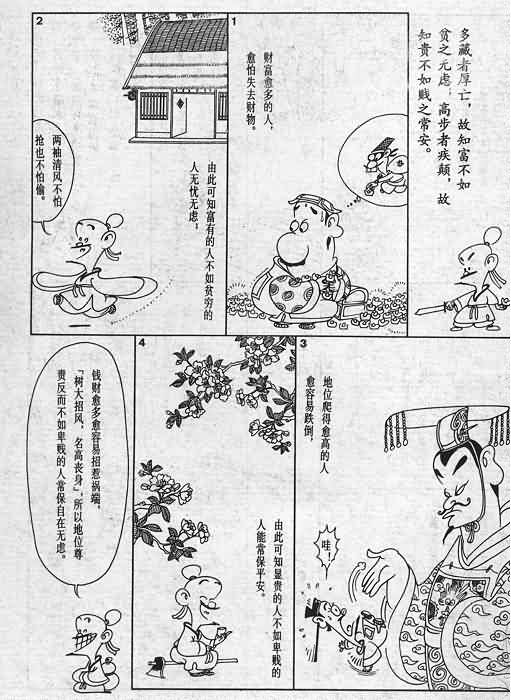 多藏者厚亡，故知富不如
贫之无虑；高步者疾颠，故
知贵不如贱之常安。
1
财富愈多的人，
愈怕失去财物。
2
由此可知富有的人不如贫穷的
人无忧无虑，
两袖清风不怕
抢也不怕偷。
3
地位爬得愈高的人
愈容易跌倒，
哇！
4
由此可知显贵的人不如卑贱的
人能常保平安。
钱财愈多愈容易招惹祸端，
「树大招风，名高丧身」，所以地位尊
贵反而不如卑贱的人常保自在无虑。